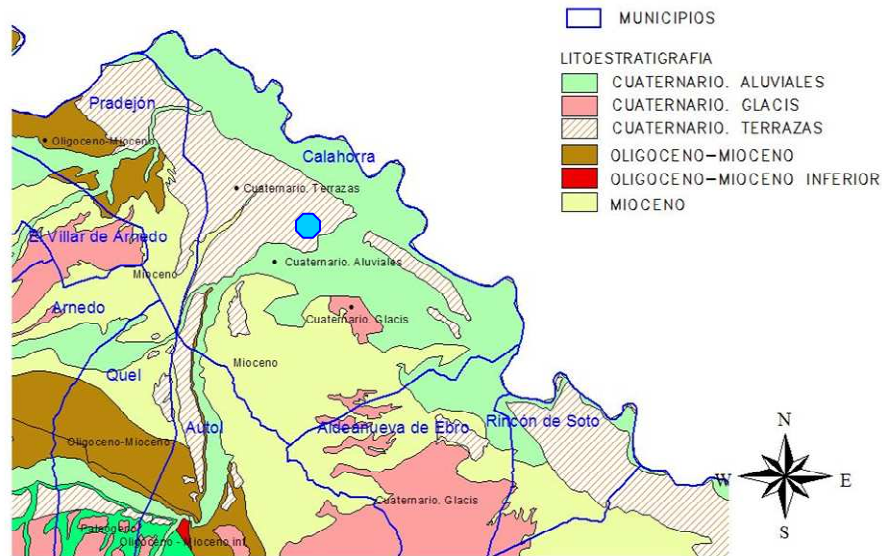 MUNICIPIOS
LITOESTRATIGRAFIA
CUATERNARIO. ALUVIALES
CUATERNARIO. GLACIS
CUATERNARIO. TERRAZAS
OLIGOCENO-MIOCENO
OLIGOCENO-MIOCENO INFERIOR
MIOCENO
Pradejón
Oligoceno-Mioceno
Calahorra
Cuaternario. Terrazas
El Villar de Arnedo
Cuaternario. Aluviales
Mioceno
Arnedo
Cuaternario. Glacis
Mioceno
Quel
Autol
Aldeanueva de Ebro
Rincón de Soto
Oligoceno-Mioceno
Cuaternario. Glacis
Paleogeno
Oligoceno - Mioceno inf.
N
W
E
S